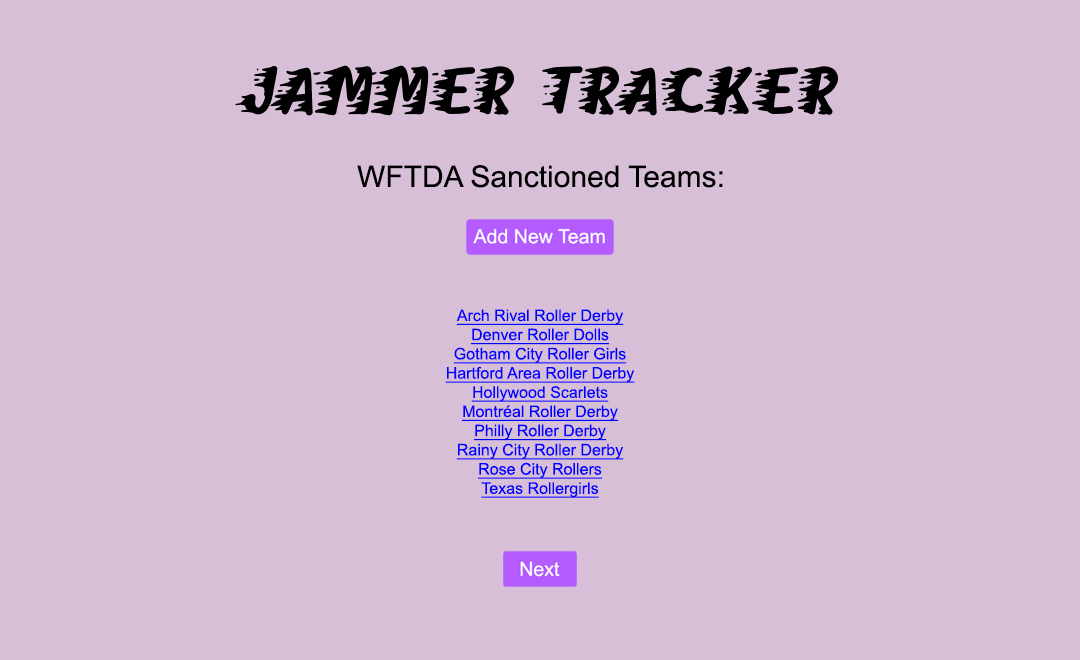 JAMMER TRACKER
WFTDA Sanctioned Teams:
Add New Team
Arch Rival Roller Derby
Denver Roller Dolls
Gotham City Roller Girls
Hartford Area Roller Derby
Hollywood Scarlets
Montréal Roller Derby
Philly Roller Derby
Rainy City Roller Derby
Rose City Rollers
Texas Rollergirls
Next